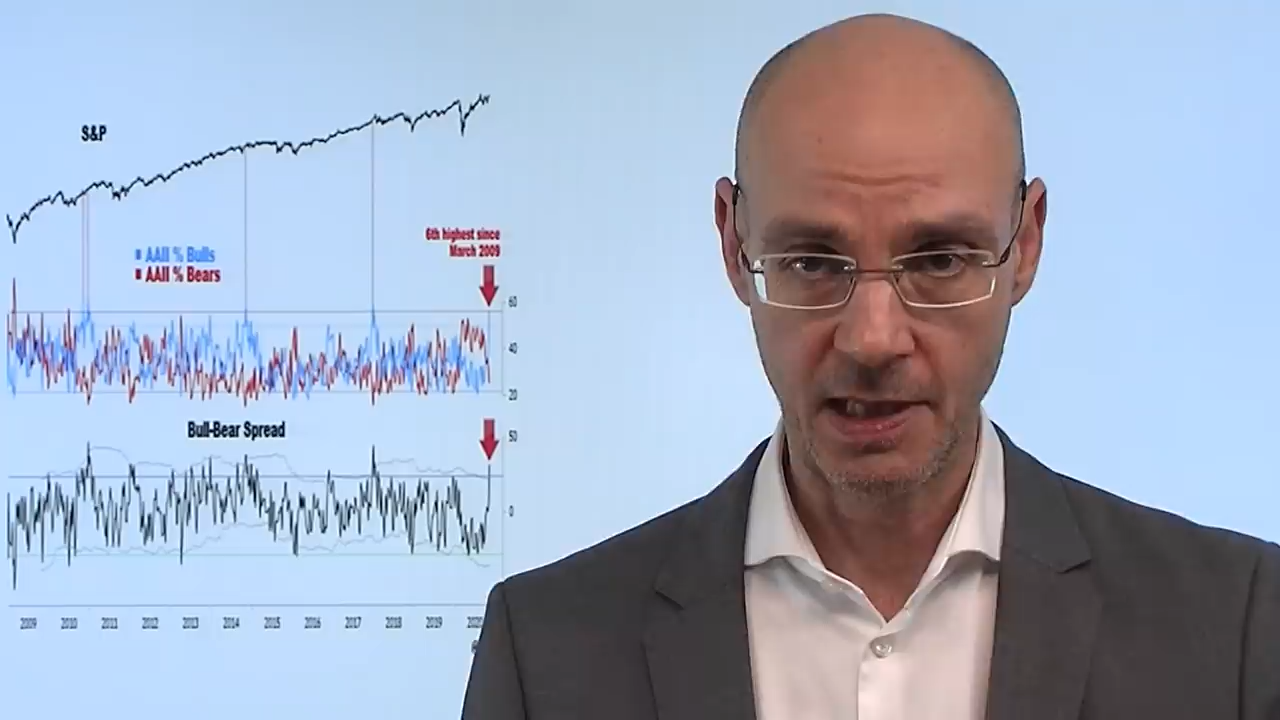 S&P
AAII % Bulls
AAII % Bears
6th highest since
March 2009
60
40
20
Bull-Bear Spread
50
0
2009 2010 2011 2012 2013 2014 2015 2016 2017 2018 2019 2020